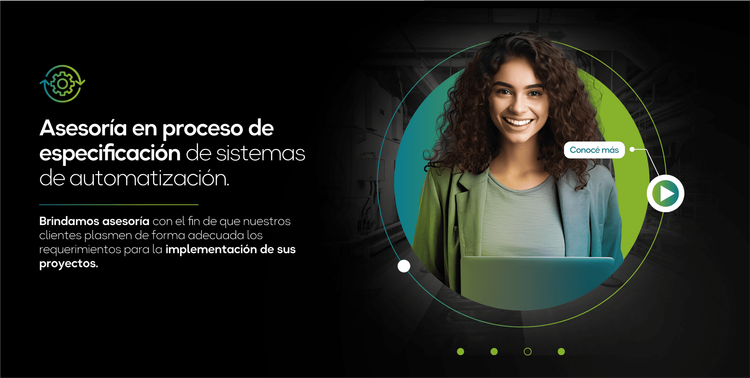 Asesoría en proceso de
especificación de sistemas
de automatización.
Brindamos asesoría con el fin de que nuestros
clientes plasmen de forma adecuada los
requerimientos para la implementación de sus
proyectos.
Conocé más